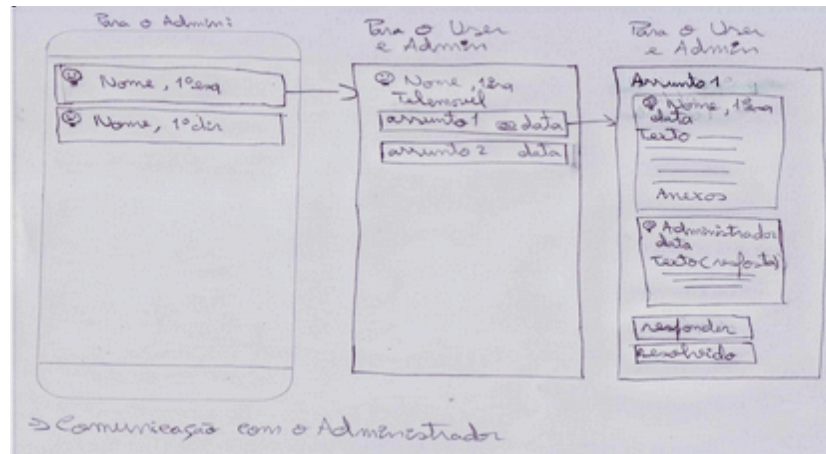 Para o Admin:
Nome, 1º esq
Nome, 1º dir
Para o User
e Admin
Nome, 1º esq
Telemovel
assunto 1 data
assunto 2 data
Para o User
e Admin
Assunto 1
Nome, 1º esq
data
Texto
Anexos
Administrador
data
Texto (resposta)
responder
Resolvido
=> Comunicação com o Administrador